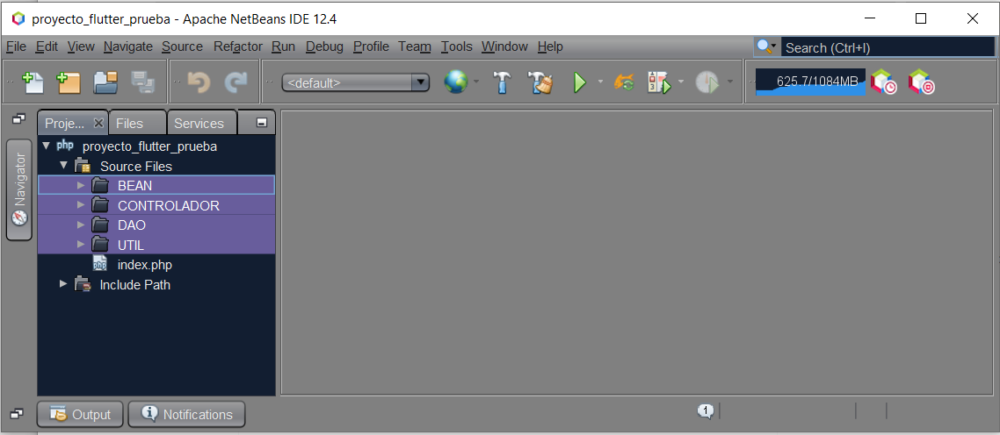 proyecto_flutter_prueba - Apache NetBeans IDE 12.4
File Edit View Navigate Source Refactor Run Debug Profile Team Tools Window Help
Search (Ctrl+I)
<default>
625.7/1084MB
Proje... Files Services
Navigator
php proyecto_flutter_prueba
Source Files
BEAN
CONTROLADOR
DAO
UTIL
php index.php
Include Path
Output Notifications
1